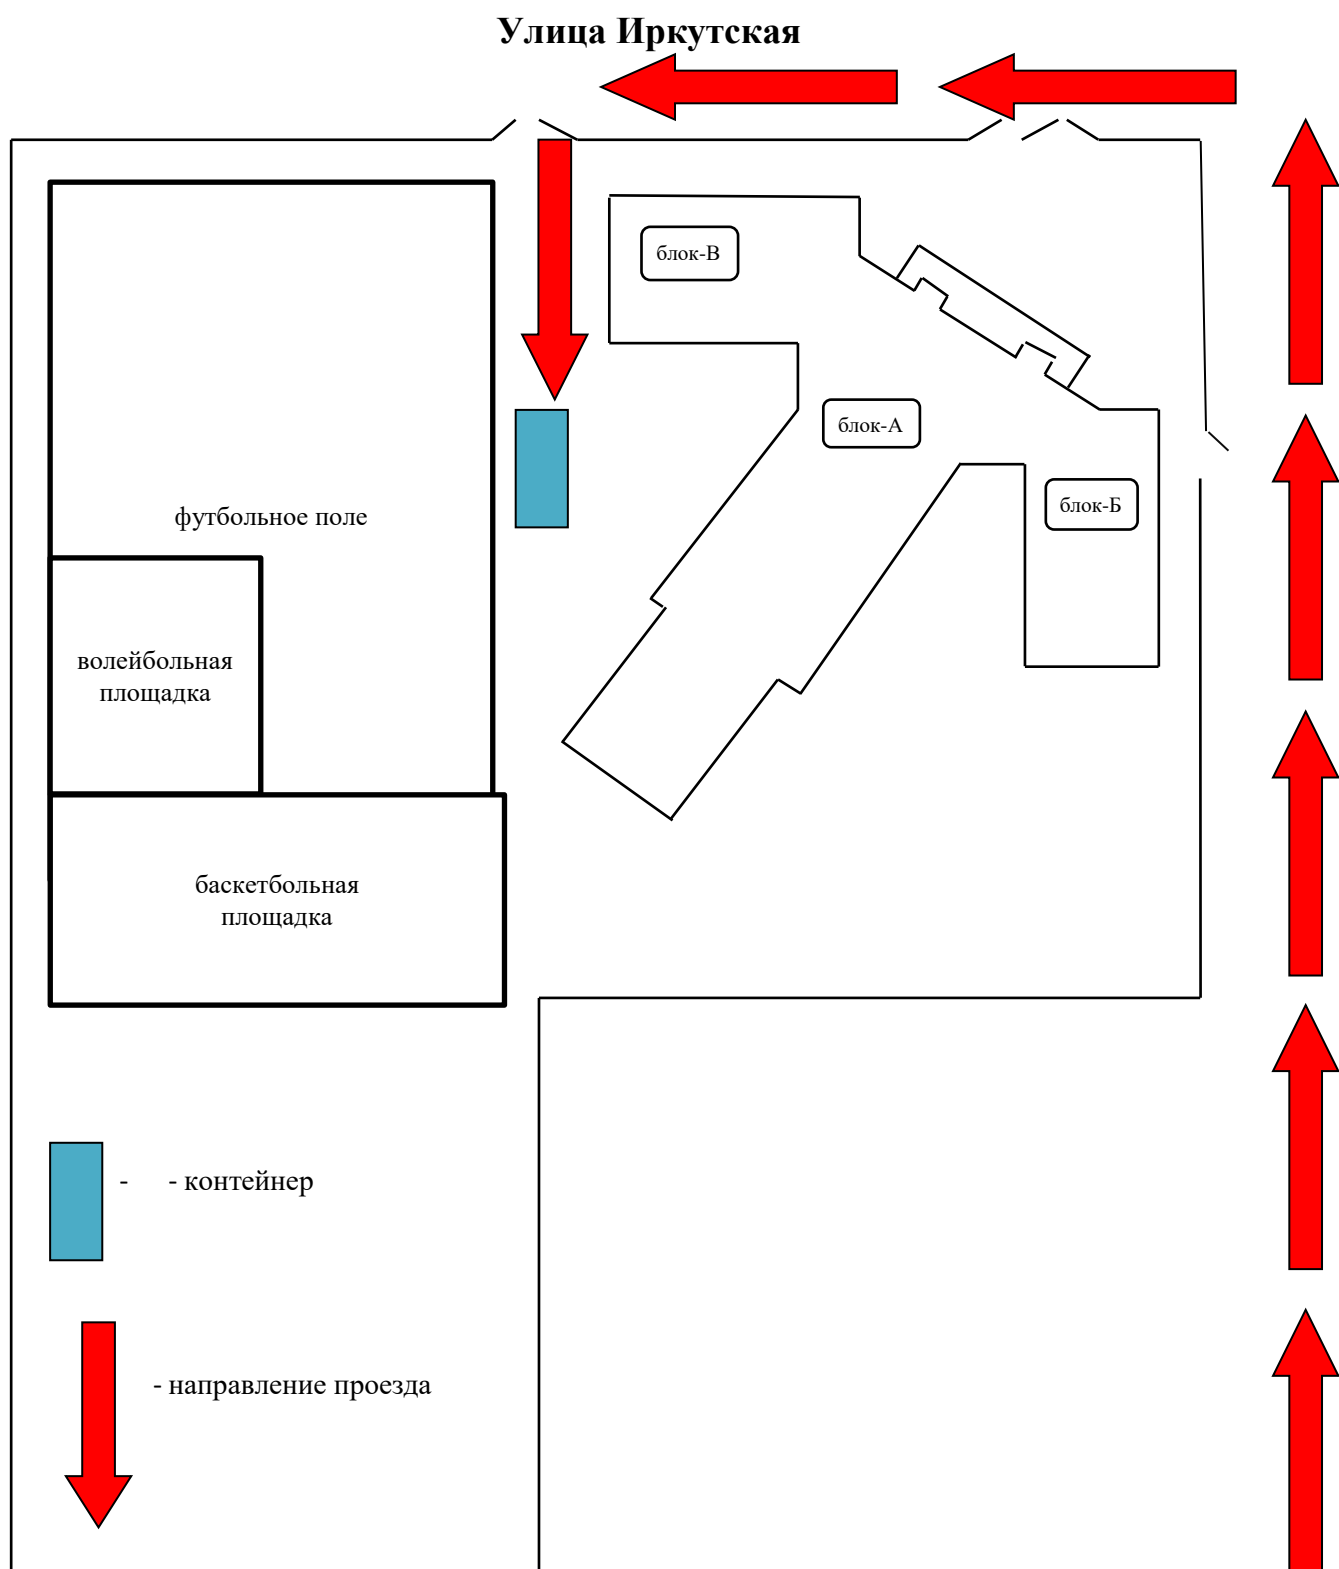 Улица Иркутская
блок-В
блок-А
блок-Б
футбольное поле
волейбольная
площадка
баскетбольная
площадка
- - контейнер
- направление проезда